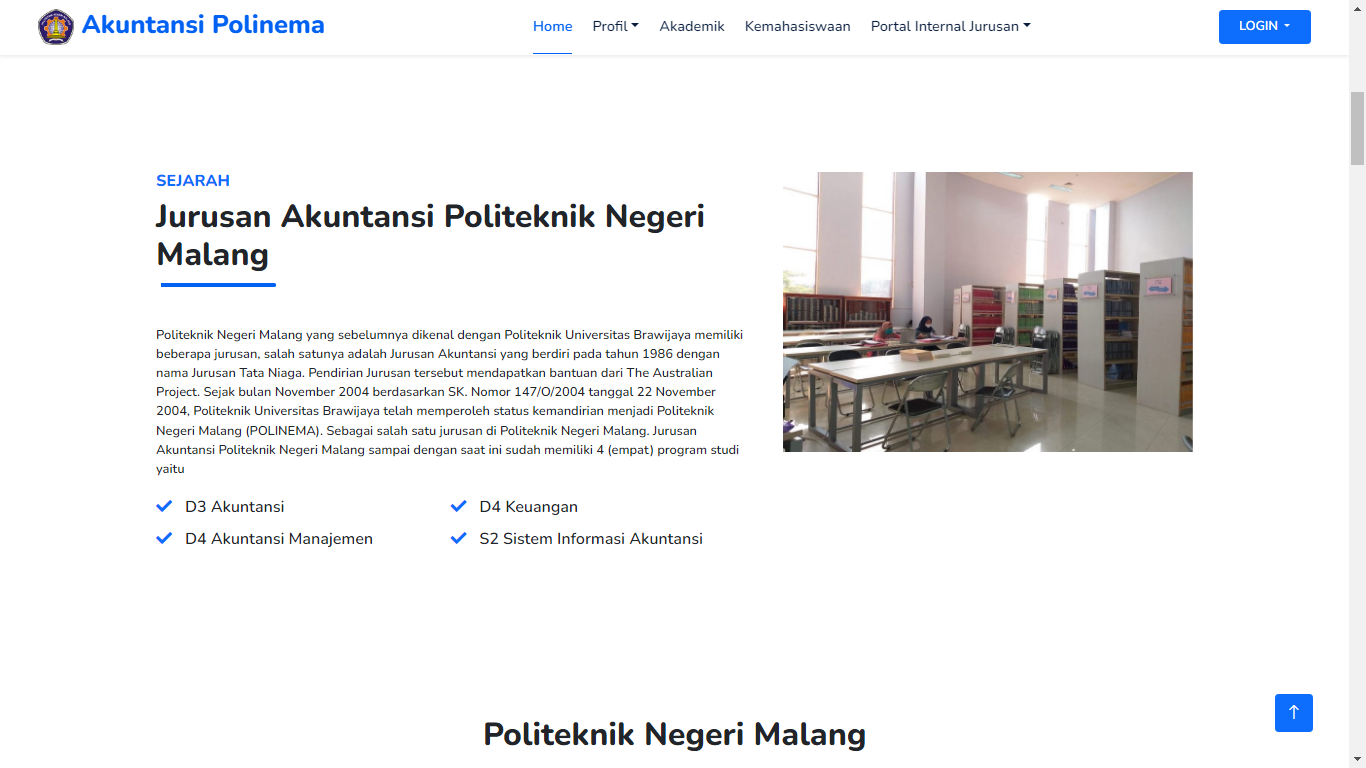 Akuntansi Polinema
Home Profil Akademik Kemahasiswaan Portal Internal Jurusan
LOGIN
SEJARAH
Jurusan Akuntansi Politeknik Negeri
Malang
Politeknik Negeri Malang yang sebelumnya dikenal dengan Politeknik Universitas Brawijaya memiliki
beberapa jurusan, salah satunya adalah Jurusan Akuntansi yang berdiri pada tahun 1986 dengan
nama Jurusan Tata Niaga. Pendirian Jurusan tersebut mendapatkan bantuan dari The Australian
Project. Sejak bulan November 2004 berdasarkan SK. Nomor 147/O/2004 tanggal 22 November
2004, Politeknik Universitas Brawijaya telah memperoleh status kemandirian menjadi Politeknik
Negeri Malang (POLINEMA). Sebagai salah satu jurusan di Politeknik Negeri Malang. Jurusan
Akuntansi Politeknik Negeri Malang sampai dengan saat ini sudah memiliki 4 (empat) program studi
yaitu
D3 Akuntansi
D4 Keuangan
D4 Akuntansi Manajemen
S2 Sistem Informasi Akuntansi
Politeknik Negeri Malang